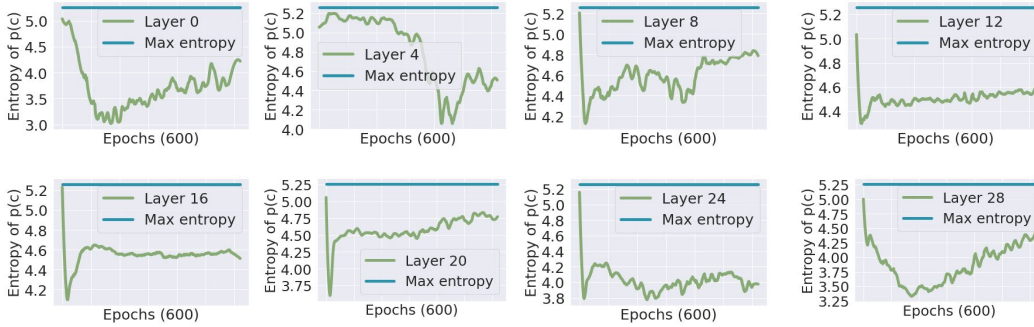 Entropy of p(c)
5.0
4.5
4.0
3.5
3.0
Layer 0
Max entropy
Epochs (600)
Entropy of p(c)
5.2
5.0
4.8
4.6
4.4
4.2
4.0
Layer 4
Max entropy
Epochs (600)
Entropy of p(c)
5.2
5.0
4.8
4.6
4.4
4.2
Layer 8
Max entropy
Epochs (600)
Entropy of p(c)
5.2
5.0
4.8
4.6
4.4
Layer 12
Max entropy
Epochs (600)
Entropy of p(c)
5.2
5.0
4.8
4.6
4.4
4.2
Layer 16
Max entropy
Epochs (600)
Entropy of p(c)
5.25
5.00
4.75
4.50
4.25
4.00
3.75
Layer 20
Max entropy
Epochs (600)
Entropy of p(c)
5.2
5.0
4.8
4.6
4.4
4.2
4.0
3.8
Layer 24
Max entropy
Epochs (600)
Entropy of p(c)
5.25
5.00
4.75
4.50
4.25
4.00
3.75
3.50
3.25
Layer 28
Max entropy
Epochs (600)